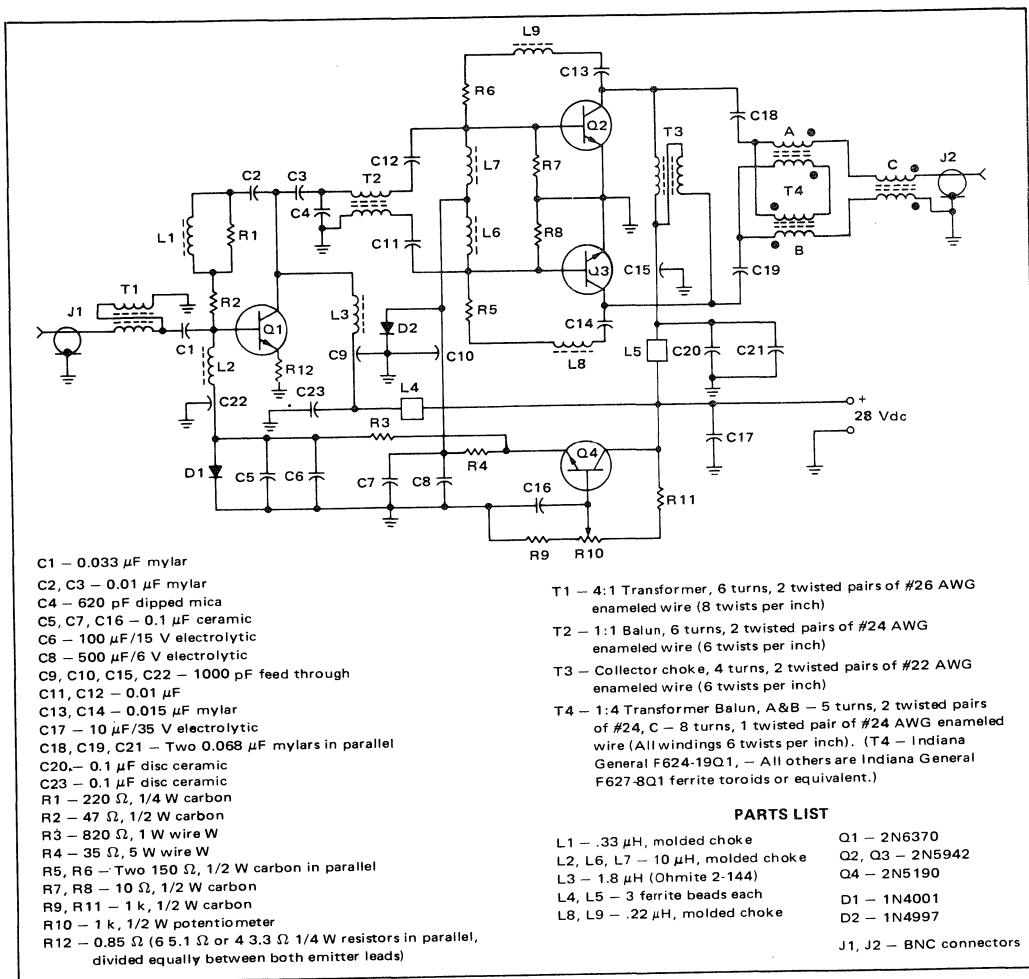 L9
C13
R6
Q2
C18
T3
A
L7
R7
C12
C2
C3
T2
C
J2
C4
T4
L6
R8
L1
R1
C11
B
Q3
C15
C19
T1
R2
R5
J1
L3
D2
C14
Q1
C9
C10
L5
C20
C21
C1
L2
R12
L8
L4
C23
+
C22
28 Vdc
R3
C17
R4
Q4
D1
C5
C6
C7
C8
C16
R11
R9
R10
C1 – 0.033 μF mylar
C2, C3 – 0.01 μF mylar
C4 – 620 pF dipped mica
C5, C7, C16 – 0.1 μF ceramic
C6 – 100 μF/15 V electrolytic
C8 – 500 μF/6 V electrolytic
C9, C10, C15, C22 – 1000 pF feed through
C11, C12 – 0.01 μF
C13, C14 – 0.015 μF mylar
C17 – 10 μF/35 V electrolytic
C18, C19, C21 – Two 0.068 μF mylars in parallel
C20 – 0.1 μF disc ceramic
C23 – 0.1 μF disc ceramic
R1 – 220 Ω, 1/4 W carbon
R2 – 47 Ω, 1/2 W carbon
R3 – 820 Ω, 1 W wire W
R4 – 35 Ω, 5 W wire W
R5, R6 – Two 150 Ω, 1/2 W carbon in parallel
R7, R8 – 10 Ω, 1/2 W carbon
R9, R11 – 1 k, 1/2 W carbon
R10 – 1 k, 1/2 W potentiometer
R12 – 0.85 Ω (6 5.1 Ω or 4 3.3 Ω 1/4 W resistors in parallel,
divided equally between both emitter leads)
T1 – 4:1 Transformer, 6 turns, 2 twisted pairs of #26 AWG
enameled wire (8 twists per inch)
T2 – 1:1 Balun, 6 turns, 2 twisted pairs of #24 AWG
enameled wire (6 twists per inch)
T3 – Collector choke, 4 turns, 2 twisted pairs of #22 AWG
enameled wire (6 twists per inch)
T4 – 1:4 Transformer Balun, A&B – 5 turns, 2 twisted pairs
of #24, C – 8 turns, 1 twisted pair of #24 AWG enameled
wire (All windings 6 twists per inch). (T4 – Indiana
General F624-19Q1, – All others are Indiana General
F627-8Q1 ferrite toroids or equivalent.)
PARTS LIST
L1 – .33 μH, molded choke
L2, L6, L7 – 10 μH, molded choke
L3 – 1.8 μH (Ohmite 2-144)
L4, L5 – 3 ferrite beads each
L8, L9 – .22 μH, molded choke
Q1 – 2N6370
Q2, Q3 – 2N5942
Q4 – 2N5190
D1 – 1N4001
D2 – 1N4997
J1, J2 – BNC connectors